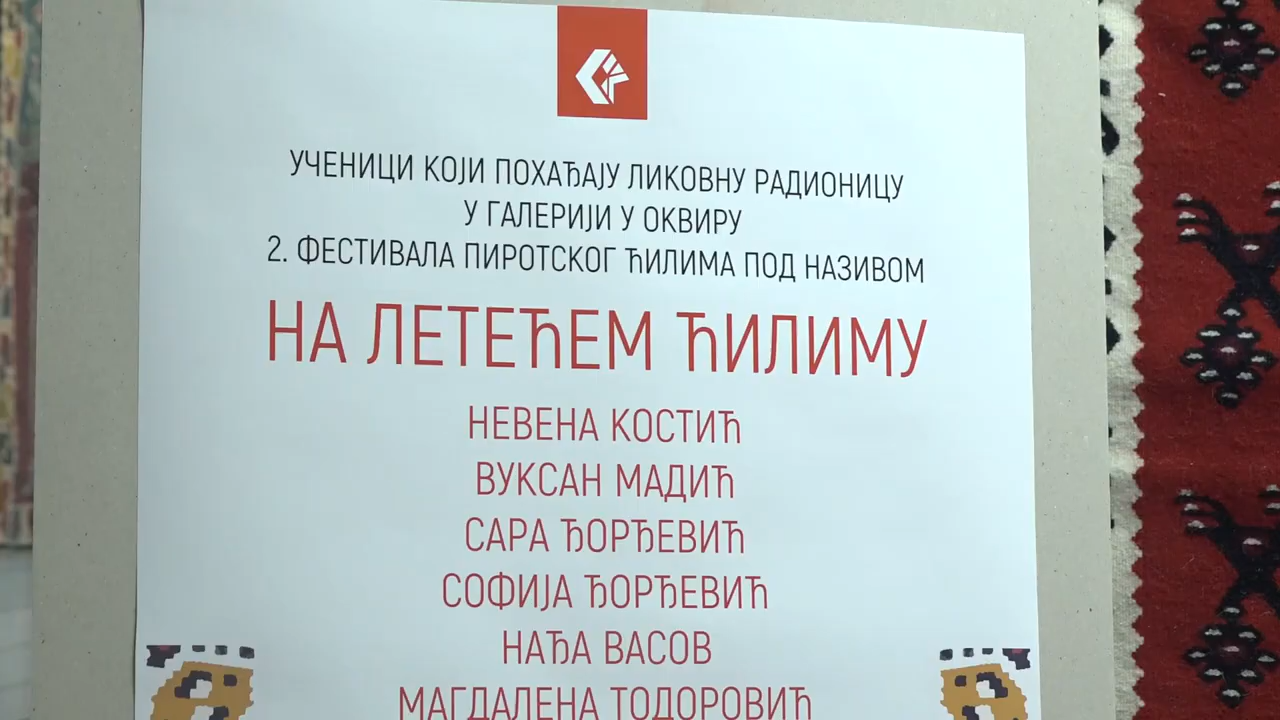 УЧЕНИЦИ КОЈИ ПОХАЂАЈУ ЛИКОВНУ РАДИОНИЦУ
У ГАЛЕРИЈИ У ОКВИРУ
2. ФЕСТИВАЛА ПИРОТСКОГ ЋИЛИМА ПОД НАЗИВОМ
НА ЛЕТЕЋЕМ ЋИЛИМУ
НЕВЕНА КОСТИЋ
ВУКСАН МАДИЋ
САРА ЂОРЂЕВИЋ
СОФИЈА ЂОРЂЕВИЋ
НАЂА ВАСОВ
МАГДАЛЕНА ТОДОРОВИЋ